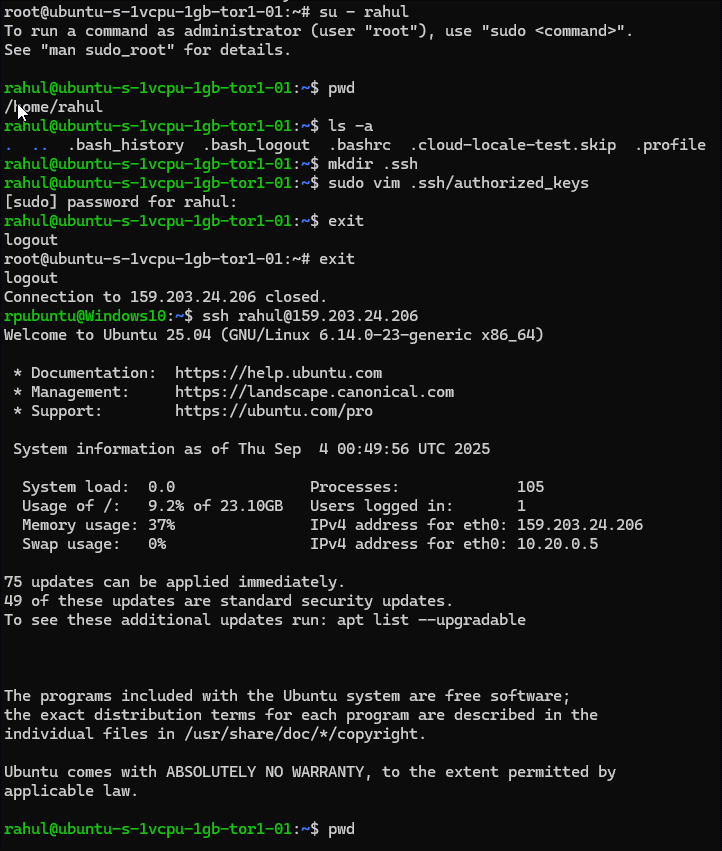 root@ubuntu-s-1vcpu-1gb-tor1-01:~# su - rahul
To run a command as administrator (user "root"), use "sudo <command>".
See "man sudo_root" for details.

rahul@ubuntu-s-1vcpu-1gb-tor1-01:~$ pwd
/home/rahul
rahul@ubuntu-s-1vcpu-1gb-tor1-01:~$ ls -a
.  ..  .bash_history  .bash_logout  .bashrc  .cloud-locale-test.skip  .profile
rahul@ubuntu-s-1vcpu-1gb-tor1-01:~$ mkdir .ssh
rahul@ubuntu-s-1vcpu-1gb-tor1-01:~$ sudo vim .ssh/authorized_keys
[sudo] password for rahul:
rahul@ubuntu-s-1vcpu-1gb-tor1-01:~$ exit
logout
root@ubuntu-s-1vcpu-1gb-tor1-01:~# exit
logout
Connection to 159.203.24.206 closed.
rpubuntu@Windows10:~$ ssh rahul@159.203.24.206
Welcome to Ubuntu 25.04 (GNU/Linux 6.14.0-23-generic x86_64)

 * Documentation:  https://help.ubuntu.com
 * Management:     https://landscape.canonical.com
 * Support:        https://ubuntu.com/pro

 System information as of Thu Sep  4 00:49:56 UTC 2025

  System load:  0.0               Processes:             105
  Usage of /:   9.2% of 23.10GB   Users logged in:       1
  Memory usage: 37%               IPv4 address for eth0: 159.203.24.206
  Swap usage:   0%                IPv4 address for eth0: 10.20.0.5

75 updates can be applied immediately.
49 of these updates are standard security updates.
To see these additional updates run: apt list --upgradable

The programs included with the Ubuntu system are free software;
the exact distribution terms for each program are described in the
individual files in /usr/share/doc/*/copyright.

Ubuntu comes with ABSOLUTELY NO WARRANTY, to the extent permitted by
applicable law.

rahul@ubuntu-s-1vcpu-1gb-tor1-01:~$ pwd